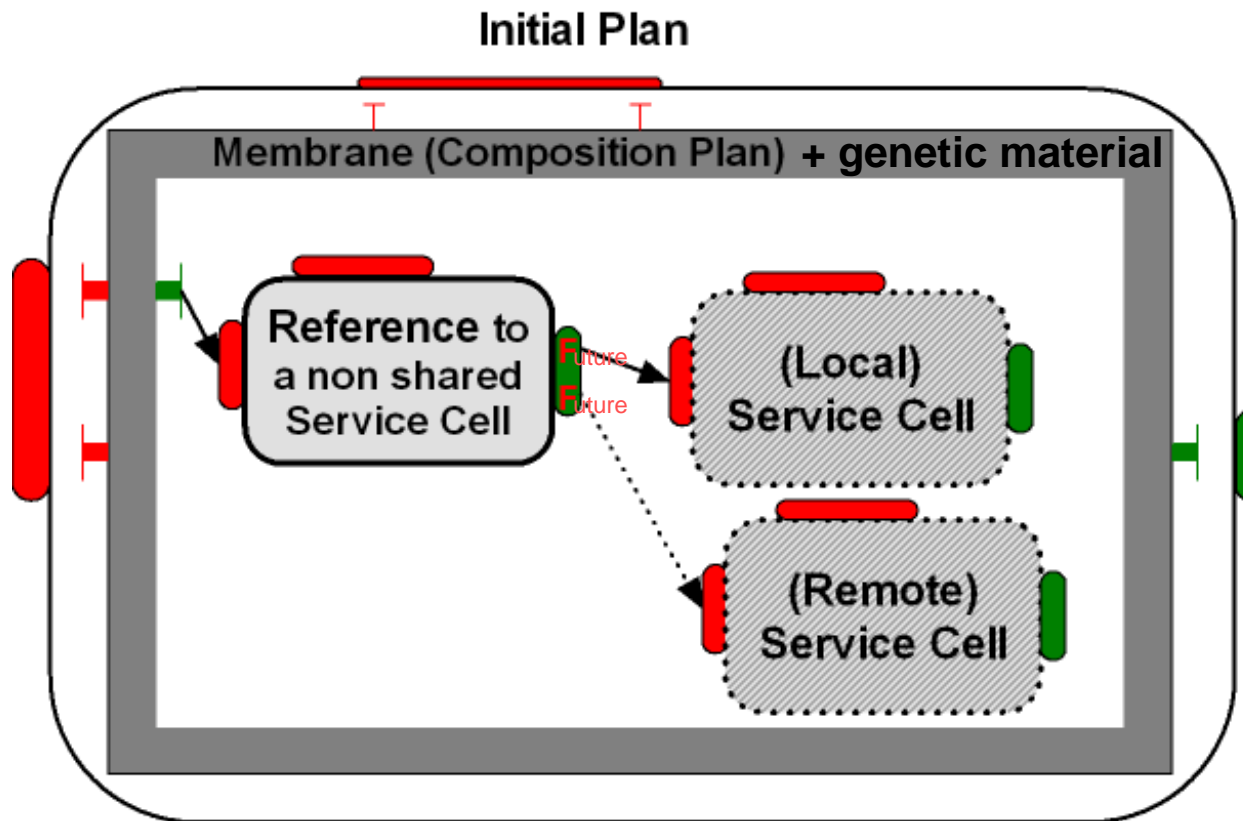 Initial Plan
Membrane (Composition Plan) + genetic material
Reference to
a non shared
Service Cell
Future
Future
(Local)
Service Cell
(Remote)
Service Cell